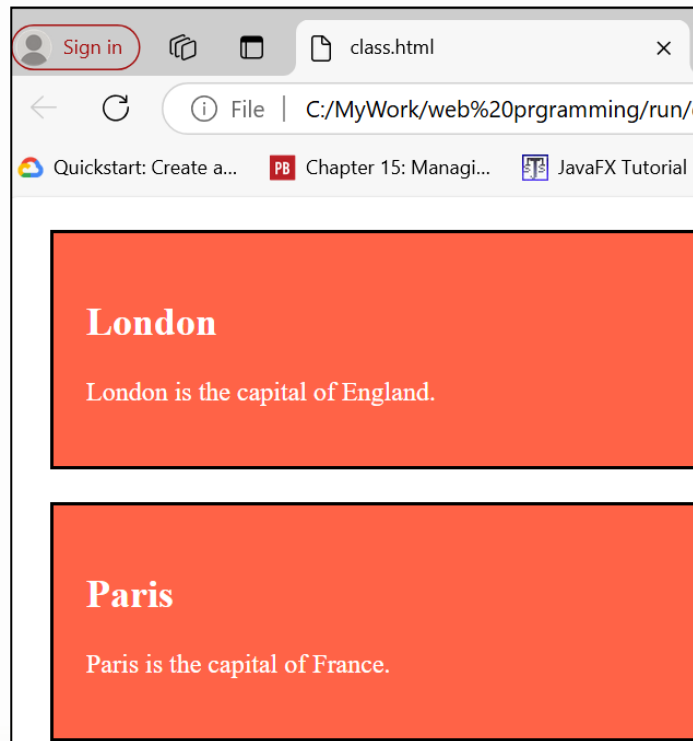 Sign in class.html
File C:/MyWork/web%20prgramming/run/
Quickstart: Create a... PB Chapter 15: Managi... JavaFX Tutorial
London
London is the capital of England.
Paris
Paris is the capital of France.